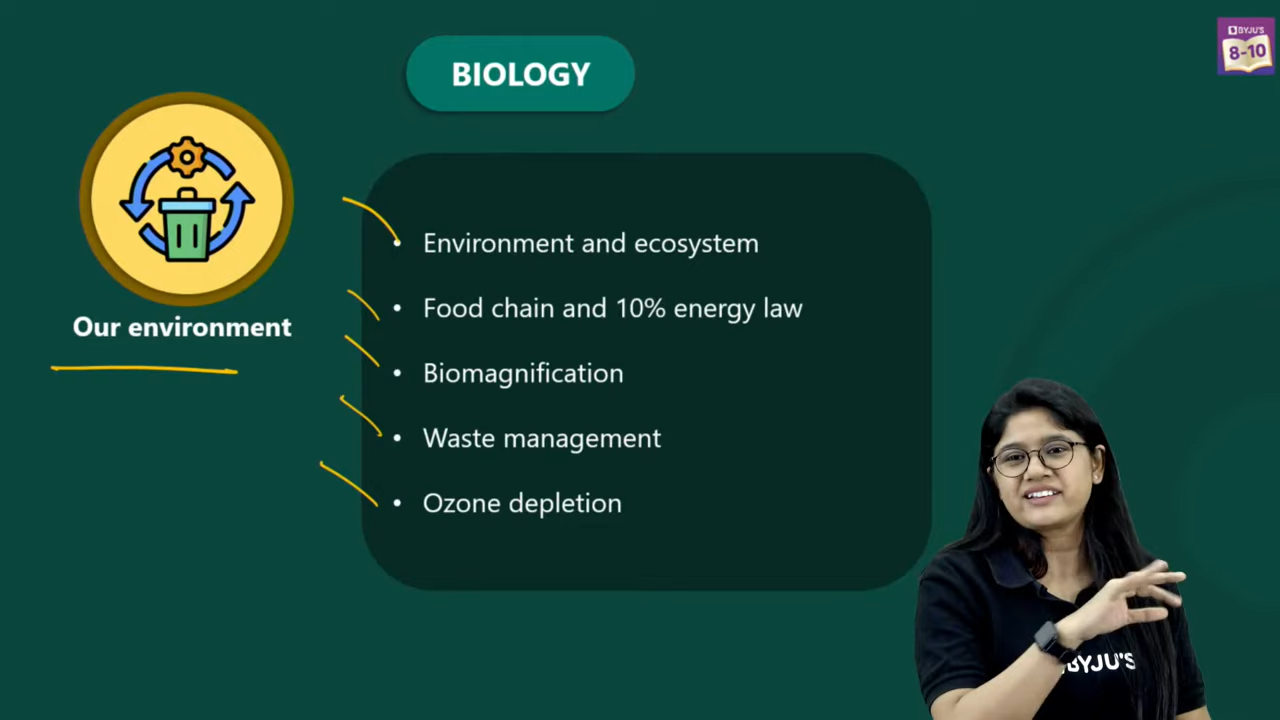 BIOLOGY
BYJU'S
8-10
Our environment
• Environment and ecosystem
• Food chain and 10% energy law
• Biomagnification
• Waste management
• Ozone depletion
BYJU'S